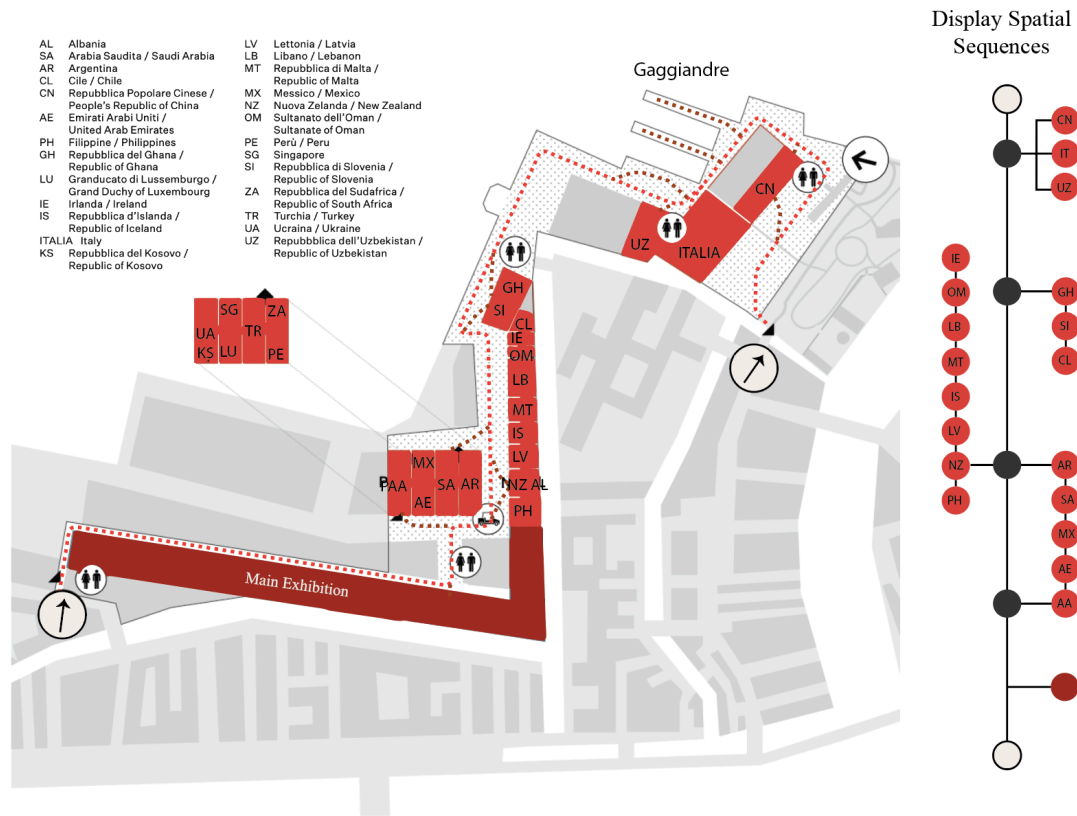 Display Spatial
Sequences
AL Albania
SA Arabia Saudita / Saudi Arabia
AR Argentina
CL Cile / Chile
CN Repubblica Popolare Cinese /
People's Republic of China
AE Emirati Arabi Uniti /
United Arab Emirates
PH Filippine / Philippines
GH Repubblica del Ghana /
Republic of Ghana
LU Granducato di Lussemburgo /
Grand Duchy of Luxembourg
IE Irlanda / Ireland
IS Repubblica d'Islanda /
Republic of Iceland
ITALIA Italy
KS Repubblica del Kosovo /
Republic of Kosovo
LV Lettonia / Latvia
LB Libano / Lebanon
MT Repubblica di Malta /
Republic of Malta
MX Messico / Mexico
NZ Nuova Zelanda / New Zealand
OM Sultanato dell'Oman /
Sultanate of Oman
PE Perù / Peru
SG Singapore
SI Repubblica di Slovenia /
Republic of Slovenia
ZA Repubblica del Sudafrica /
Republic of South Africa
TR Turchia / Turkey
UA Ucraina / Ukraine
UZ Repubbblica dell'Uzbekistan /
Republic of Uzbekistan
Gaggiandre
CN
UZ
ITALIA
GH
SI
CL
IE
OM
LB
MT
IS
LV
NZ AL
PH
SG
ZA
UA
TR
KS
LU
PE
MX
AA
SA
AR
AE
Main Exhibition
CN
IT
UZ
IE
OM
LB
MT
IS
LV
NZ
PH
GH
SI
CL
AR
SA
MX
AE
AA